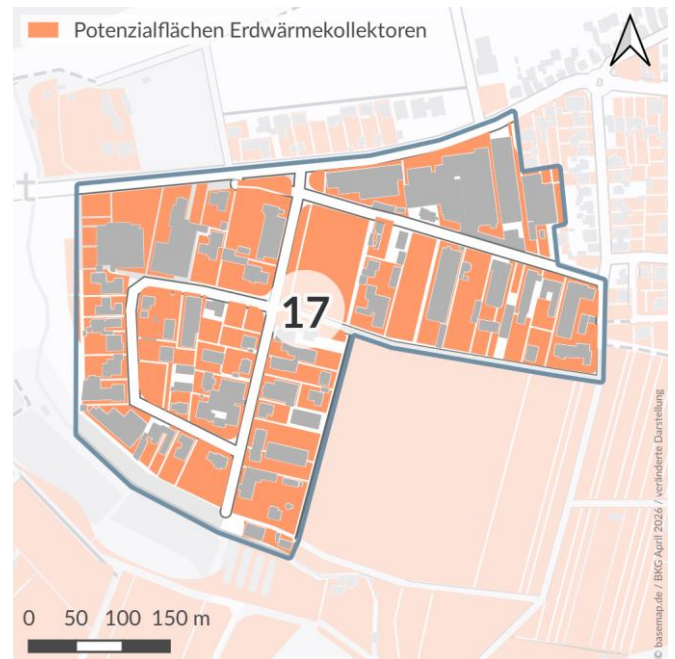 Potenzialflächen Erdwärmekollektoren
17
0 50 100 150 m
© basemap.de / BKG April 2026 / veränderte Darstellung